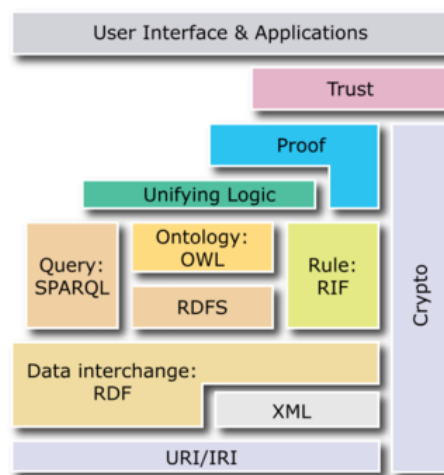 User Interface & Applications
Trust
Proof
Unifying Logic
Query:
SPARQL
Ontology:
OWL
RDFS
Rule:
RIF
Crypto
Data interchange:
RDF
XML
URI/IRI